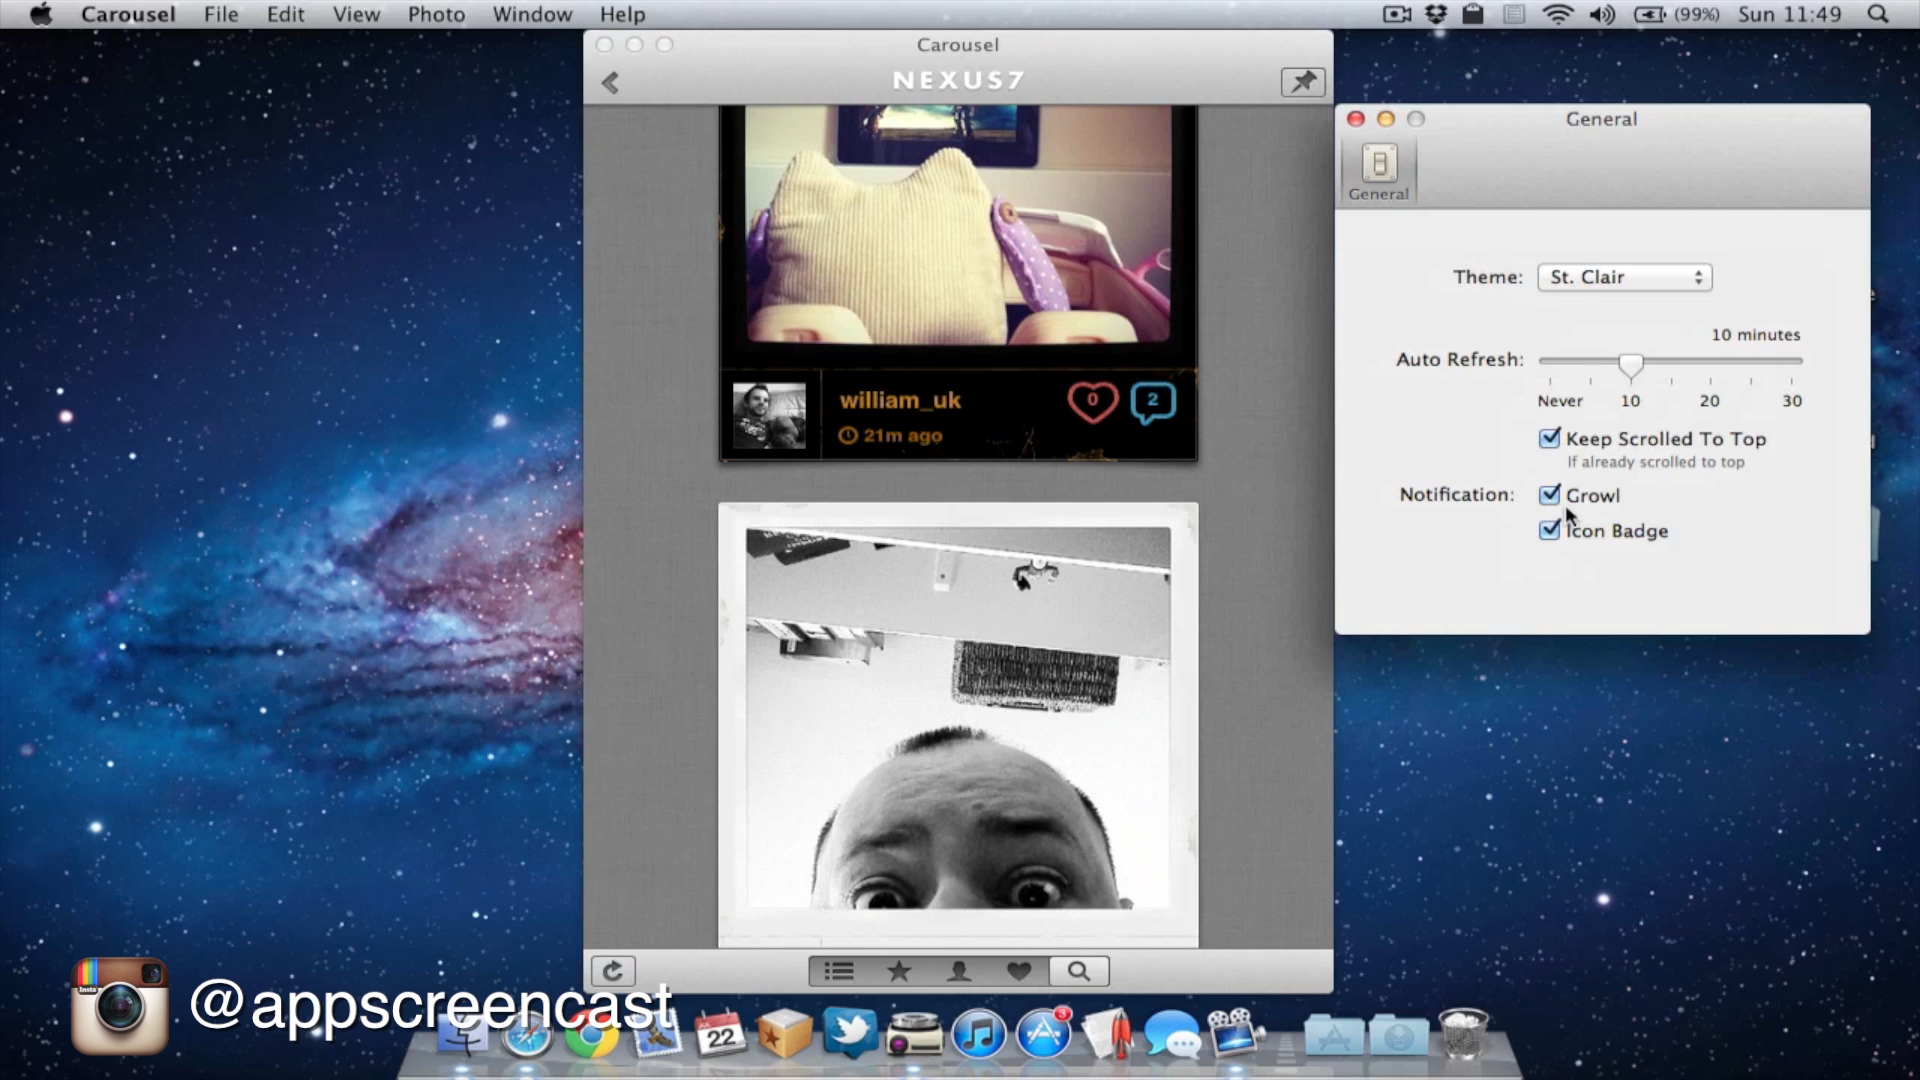 Carousel File Edit View Photo Window Help
(99%) Sun 11:49
Carousel
NEXUS7
General
General
Theme: St. Clair
10 minutes
Auto Refresh:
Never 10 20 30
Keep Scrolled To Top
If already scrolled to top
Notification: Growl
Icon Badge
william_uk
0
2
21m ago
Insta
@appscreencast
22
3